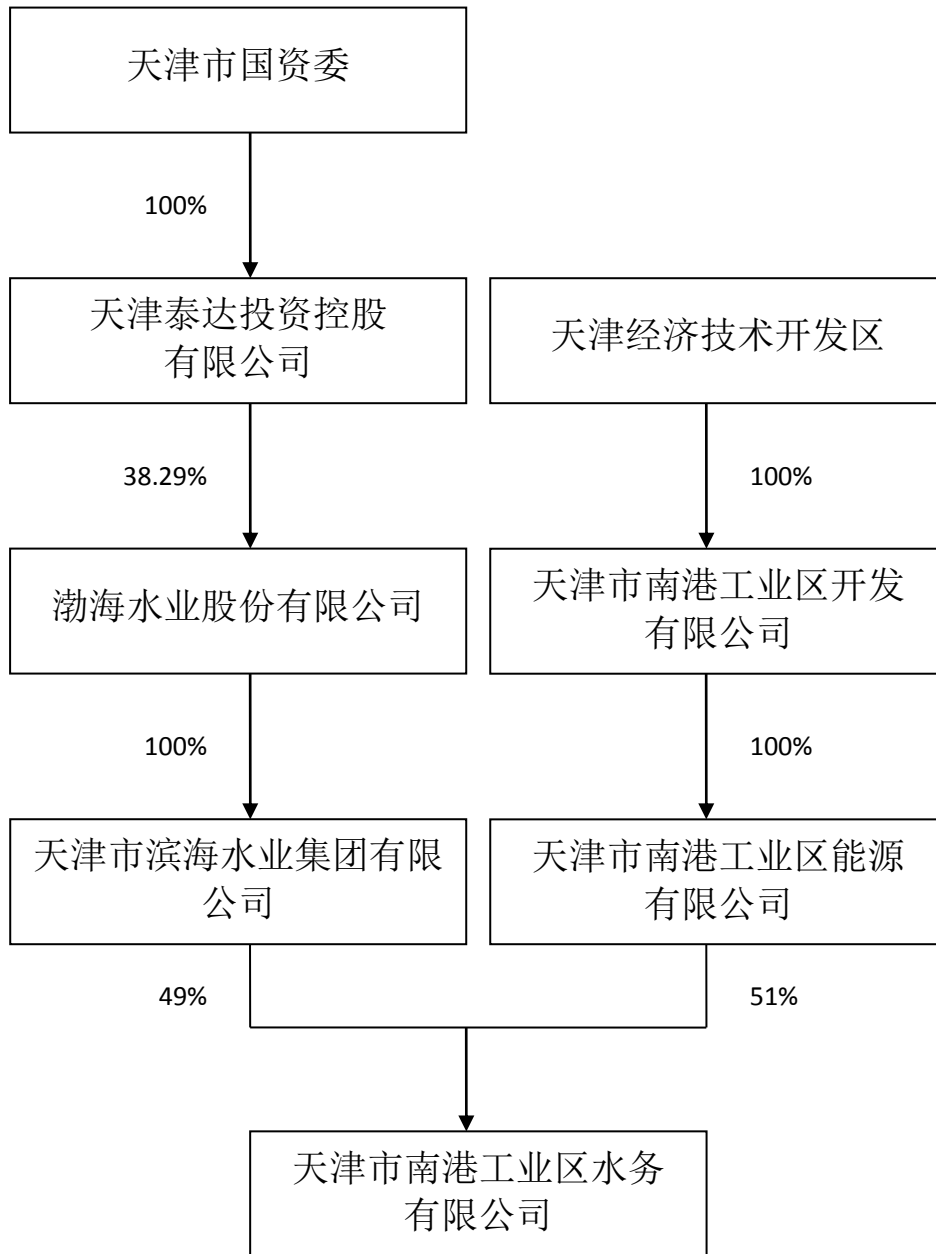 天津市国资委
100%
天津泰达投资控股
有限公司
天津经济技术开发区
38.29%
100%
渤海水业股份有限公司
天津市南港工业区开发
有限公司
100%
100%
天津市滨海水业集团有限
公司
天津市南港工业区能源
有限公司
49%
51%
天津市南港工业区水务
有限公司